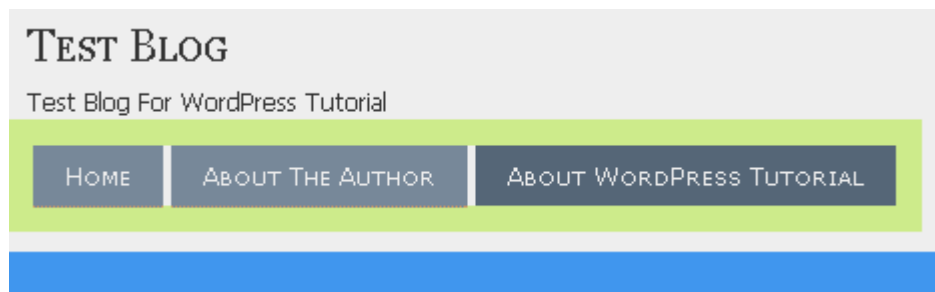 Test Blog
Test Blog For WordPress Tutorial
Home About The Author About WordPress Tutorial